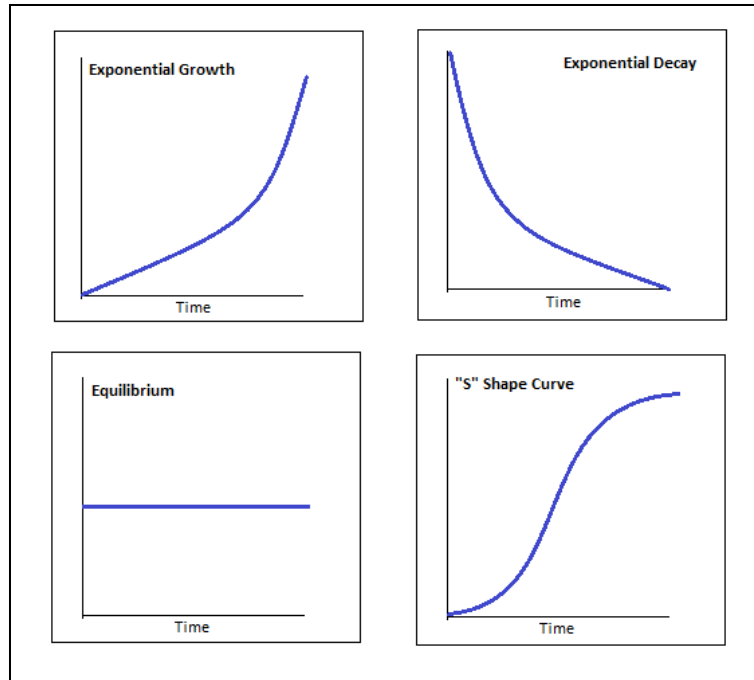 Exponential Growth
Time
Exponential Decay
Time
Equilibrium
Time
"S" Shape Curve
Time